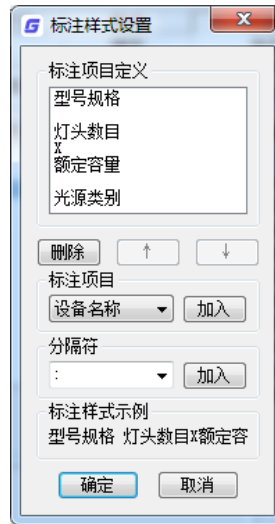 标注样式设置
标注项目定义
型号规格
灯头数目
X
额定容量
光源类别
删除 ↑ ↓
标注项目
设备名称 加入
分隔符
: 加入
标注样式示例
型号规格 灯头数目X额定容
确定 取消